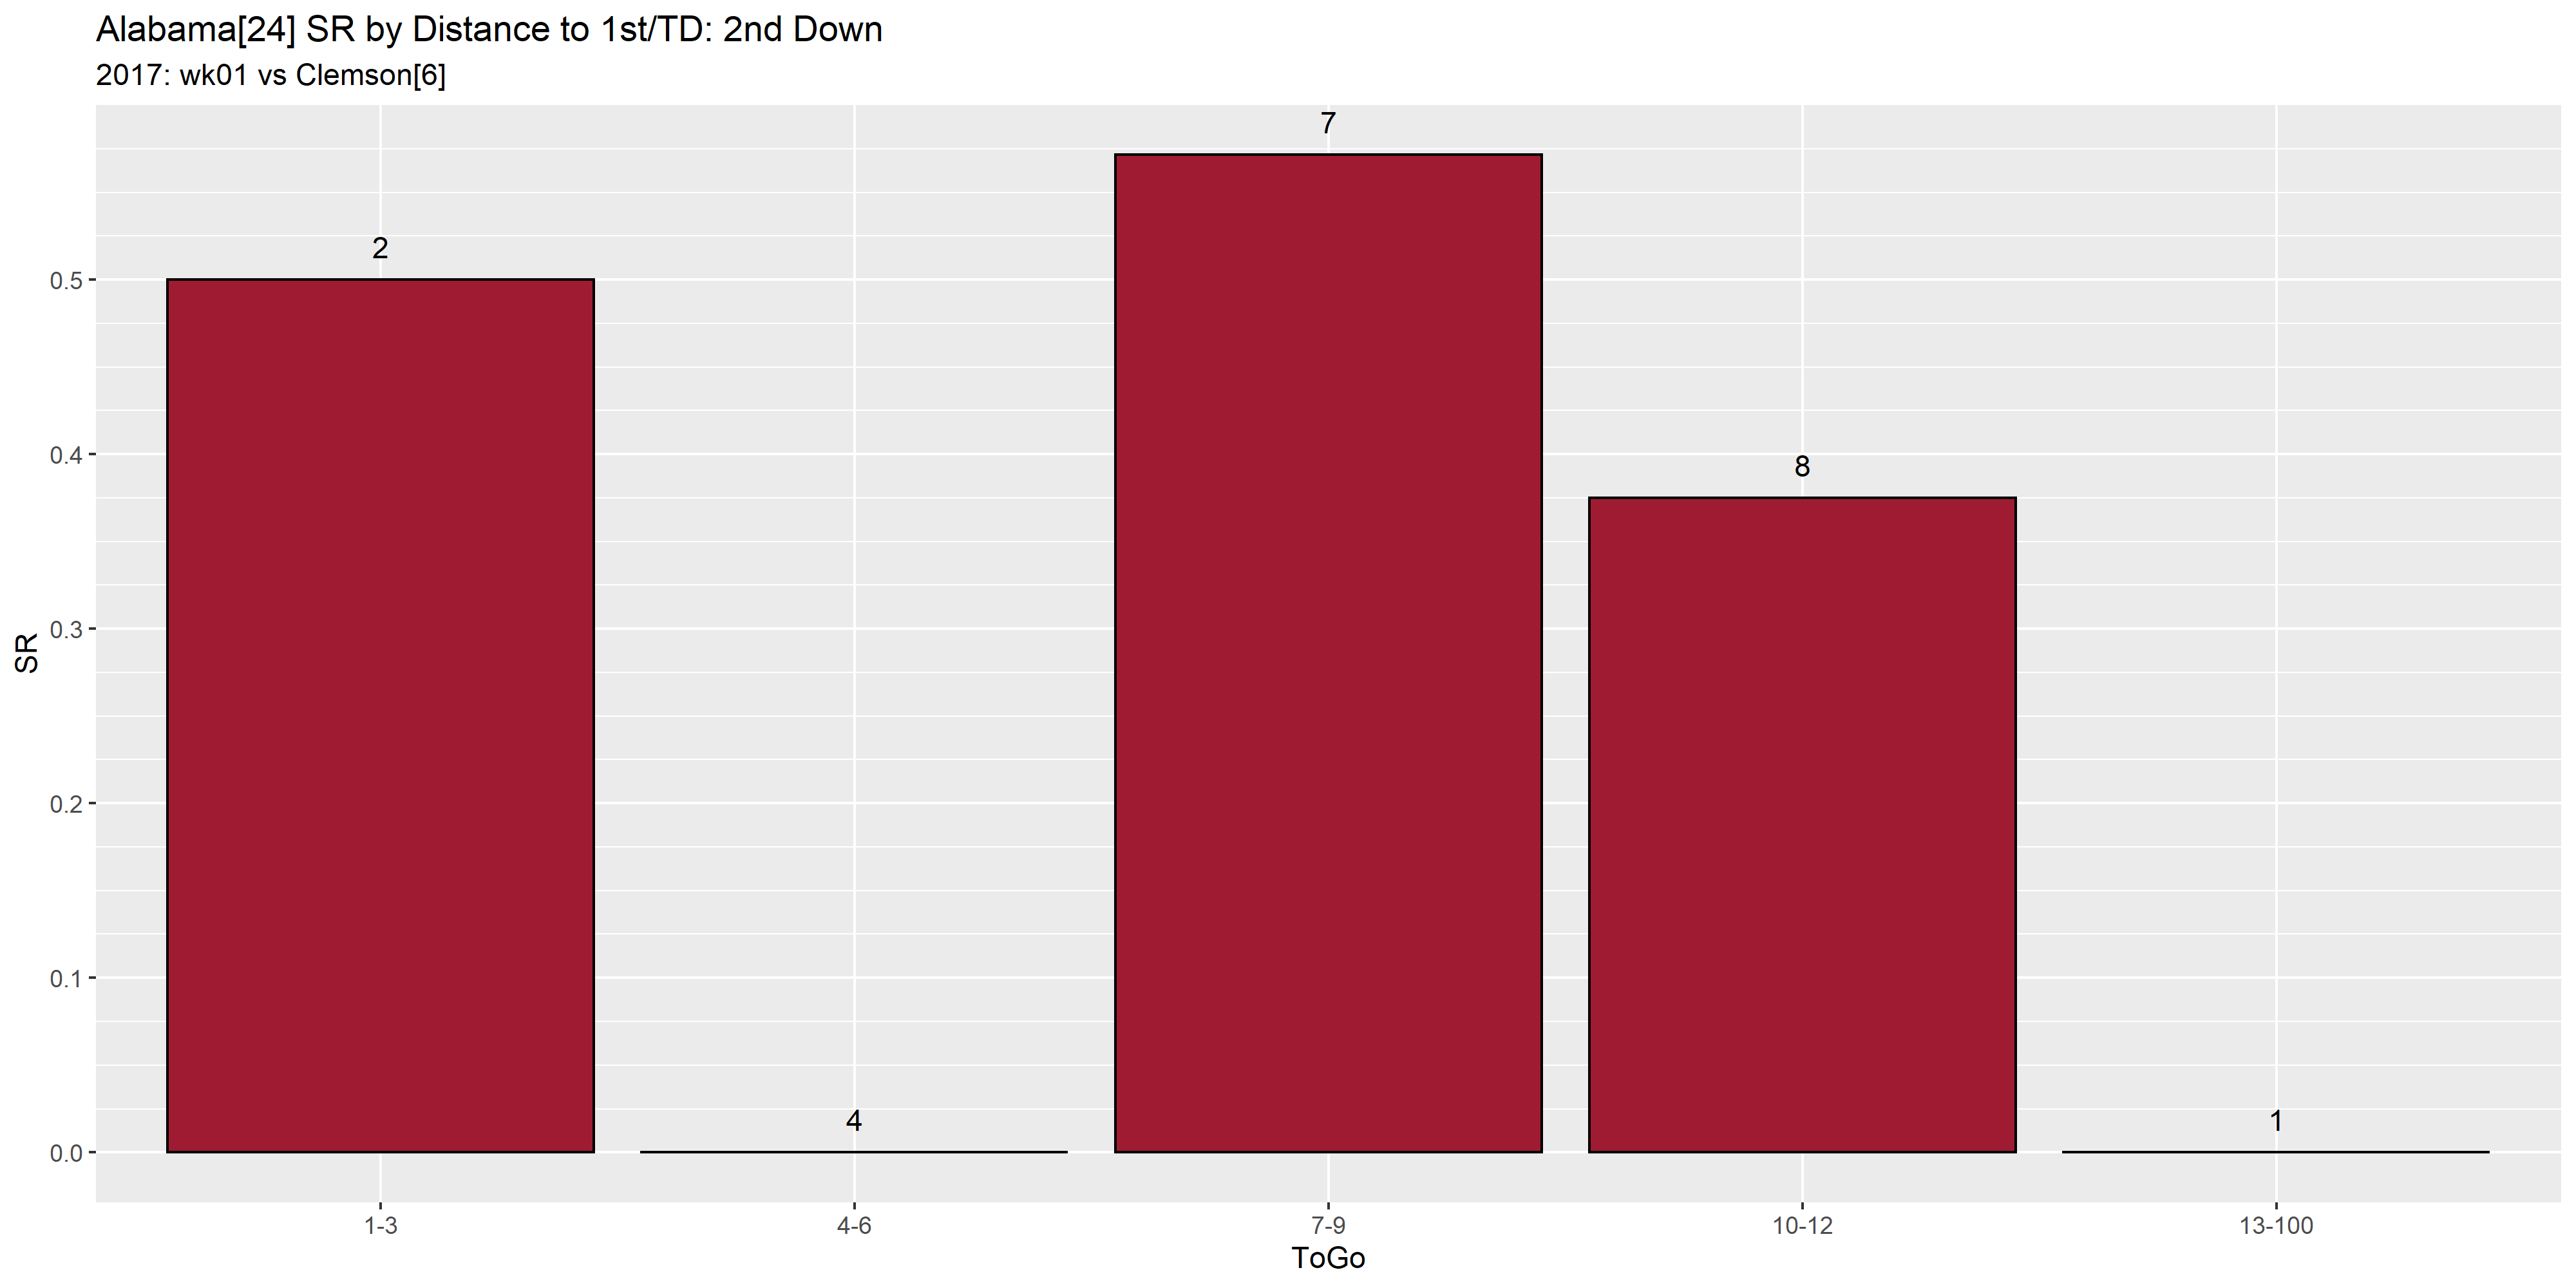 Alabama[24] SR by Distance to 1st/TD: 2nd Down
2017: wk01 vs Clemson[6]
7
2
8
4
1
0.5
0.4
0.3
0.2
0.1
0.0
SR
1-3 4-6 7-9 10-12 13-100
ToGo